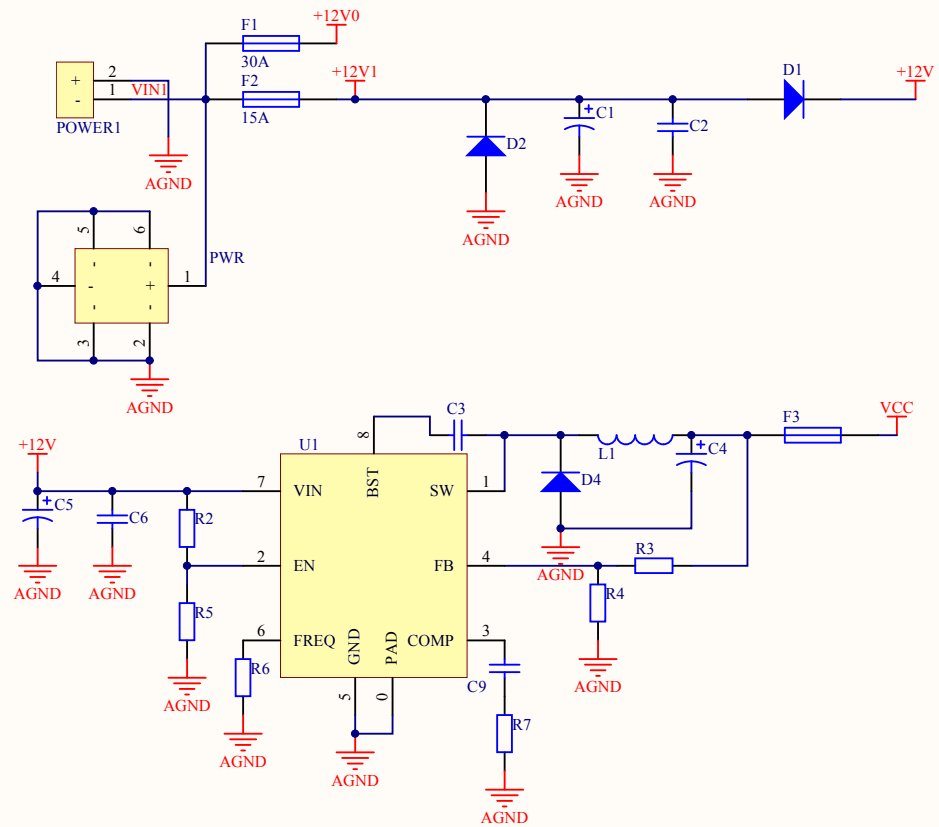 F1
+12V0
30A
+
-
2
1
VIN1
POWER1
AGND
F2
15A
+12V1
D2
AGND
+ C1
AGND
C2
AGND
D1
+12V
PWR
5
6
-
-
4
-
+
1
-
-
3
2
AGND
+12V
+ C5
AGND
C6
AGND
R2
R5
AGND
U1
8
BST
7
VIN
2
EN
6
FREQ
R6
AGND
GND
PAD
5
0
AGND
SW
1
FB
4
COMP
3
C3
C9
R7
AGND
D4
AGND
L1
+ C4
F3
VCC
R3
R4
AGND